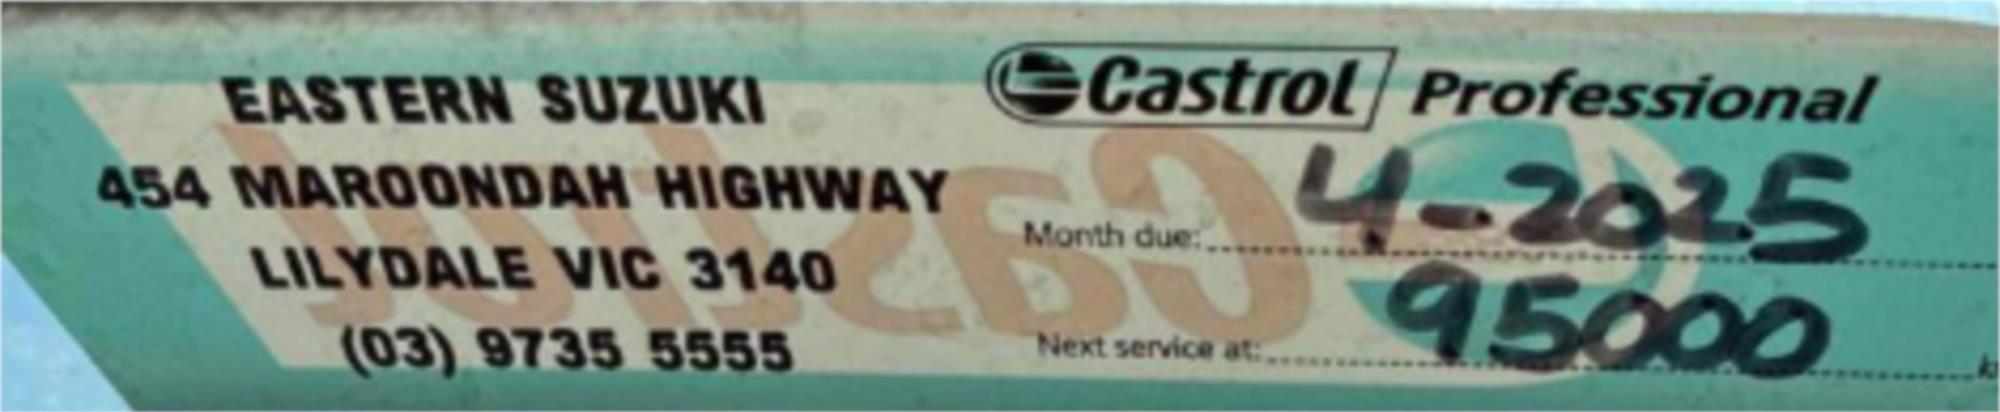 EASTERN SUZUKI
454 MAROONDAH HIGHWAY
LILYDALE VIC 3140
(03) 9735 5555
Castrol Professional
Month due: 4-2025
Next service at: 95000
Castrol